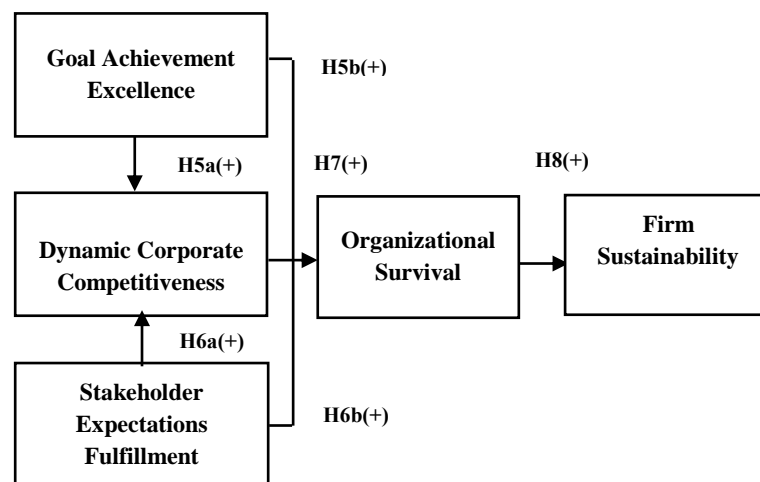 Goal Achievement
Excellence
H5b(+)
H5a(+)
H7(+)
H8(+)
Dynamic Corporate
Competitiveness
Organizational
Survival
Firm
Sustainability
H6a(+)
Stakeholder
Expectations
Fulfillment
H6b(+)